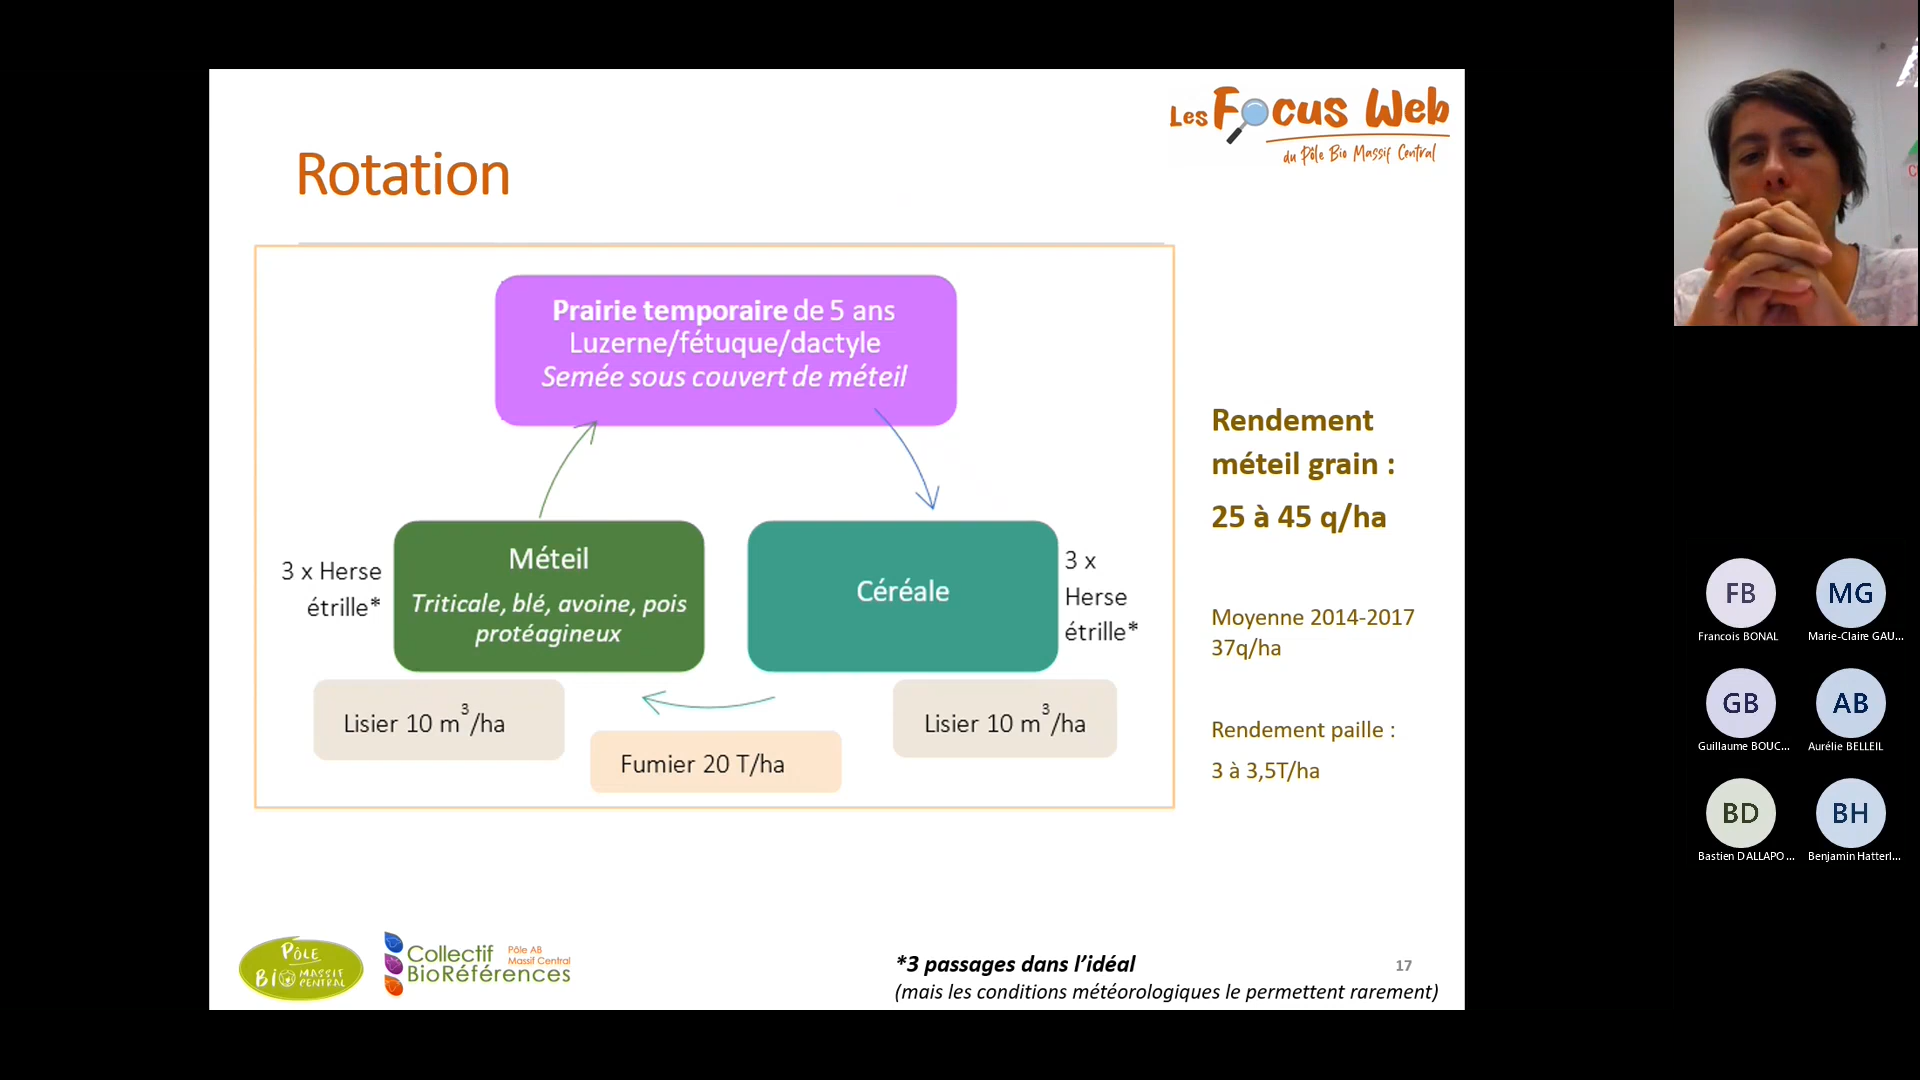 Les Focus Web
du Pôle Bio Massif Central
Rotation
Prairie temporaire de 5 ans
Luzerne/fétuque/dactyle
Semée sous couvert de méteil
3 x Herse
étrille*
Méteil
Triticale, blé, avoine, pois
protéagineux
Céréale
3 x
Herse
étrille*
Lisier 10 m³/ha
Fumier 20 T/ha
Lisier 10 m³/ha
Rendement
méteil grain :
25 à 45 q/ha
Moyenne 2014-2017
37q/ha
Rendement paille :
3 à 3,5T/ha
PÔLE
BIO MASSIF
CENTRAL
Collectif
BioRéférences
Pôle AB
Massif Central
*3 passages dans l’idéal
(mais les conditions météorologiques le permettent rarement)
17
C
FB
Francois BONAL
MG
Marie-Claire GAU...
GB
Guillaume BOUC...
AB
Aurélie BELLEIL
BD
Bastien DALLAPO...
BH
Benjamin Hatterl...